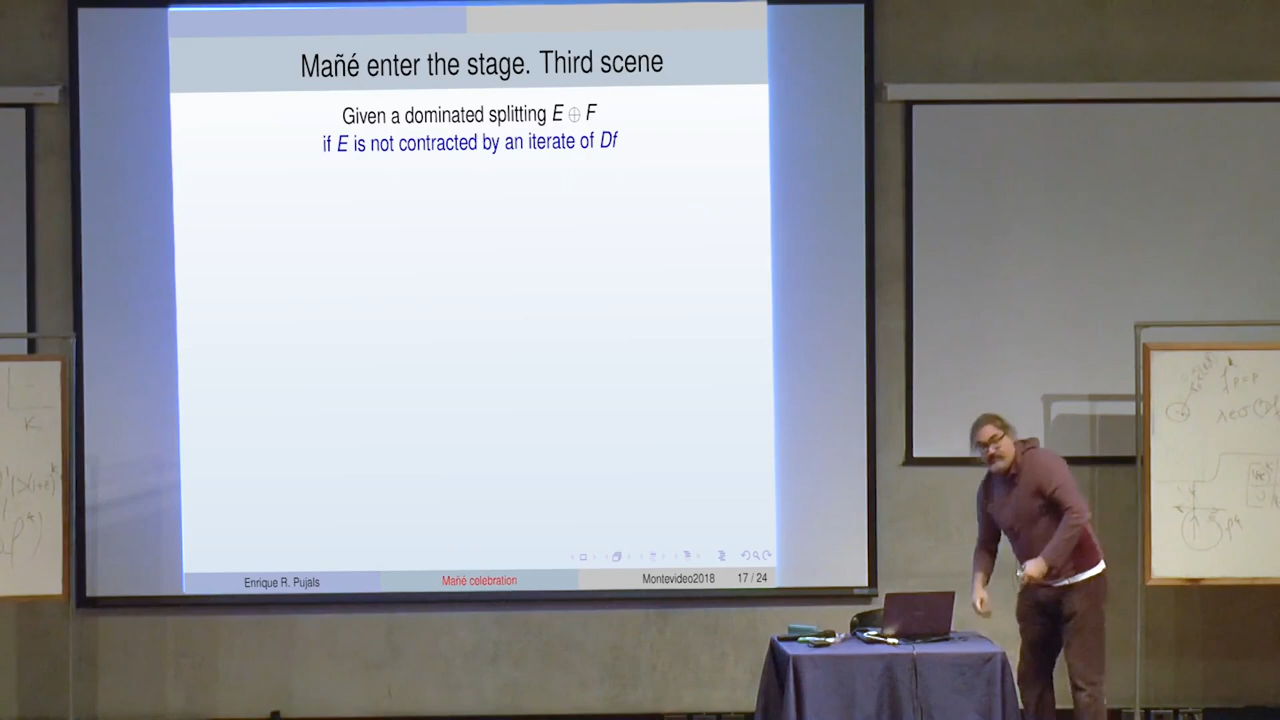 Mañé enter the stage. Third scene
Given a dominated splitting E ⊕ F
if E is not contracted by an iterate of Df
Enrique R. Pujals
Mañé celebration
Montevideo2018
17 / 24
K